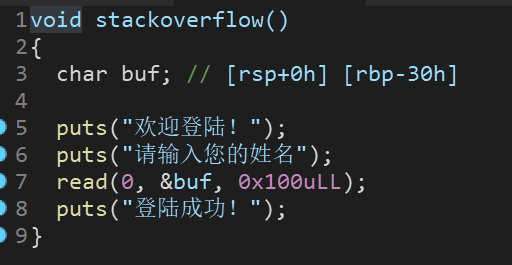 1 void stackoverflow()
2 {
3 char buf; // [rsp+0h] [rbp-30h]
4
5 puts("欢迎登陆！");
6 puts("请输入您的姓名");
7 read(0, &buf, 0x100uLL);
8 puts("登陆成功！");
9 }